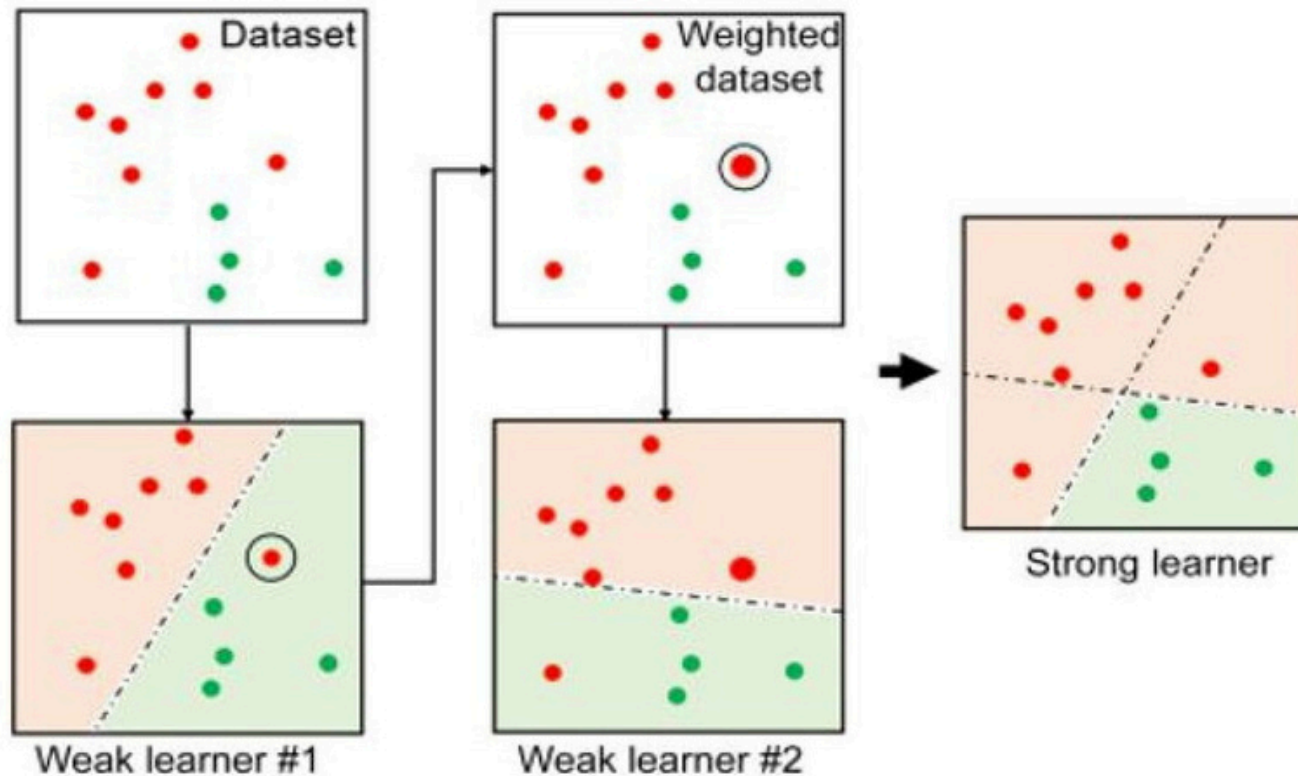 Dataset
Weighted
dataset
Weak learner #1
Weak learner #2
Strong learner